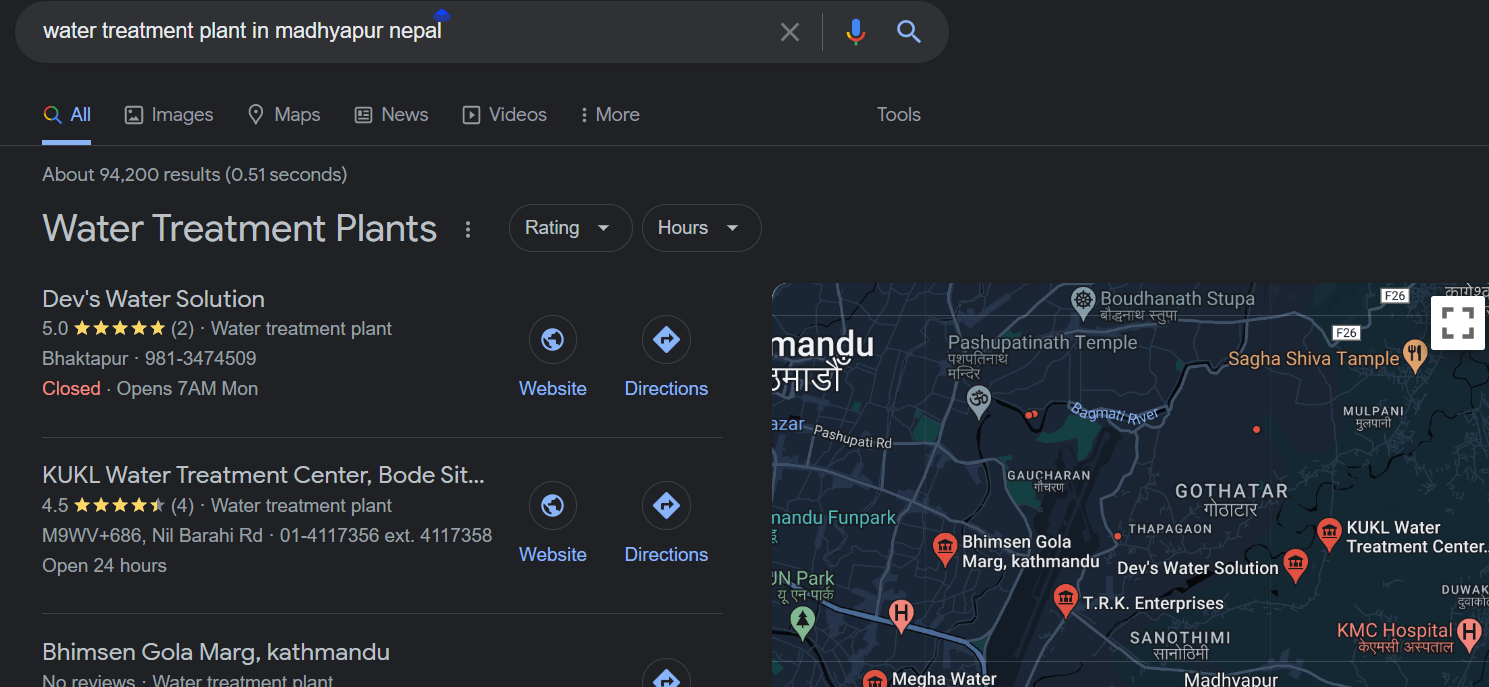 water treatment plant in madhyapur nepal
All
Images
Maps
News
Videos
More
Tools
About 94,200 results (0.51 seconds)
Water Treatment Plants
Rating
Hours
Dev's Water Solution
5.0 (2) · Water treatment plant
Bhaktapur · 981-3474509
Closed · Opens 7AM Mon
Website
Directions
KUKL Water Treatment Center, Bode Sit...
4.5 (4) · Water treatment plant
M9WV+686, Nil Barahi Rd · 01-4117356 ext. 4117358
Open 24 hours
Website
Directions
Bhimsen Gola Marg, kathmandu
No reviews · Water treatment plant
Boudhanath Stupa
बौद्धनाथ स्तुपा
F26
कागेश्व
F26
mandu
ठमाडौँ
Pashupatinath Temple
पशपतिनाथ
मन्दिर
Sagha Shiva Tample
azar
Pashupati Rd
Bagmati River
MULPANI
मुलपानी
GAUCHARAN
गौचरण
GOTHATAR
गोठाटार
mandu Funpark
THAPAGAON
KUKL Water
Treatment Center...
Bhimsen Gola
Marg, kathmandu
Dev's Water Solution
UN Park
यू एन पार्क
T.R.K. Enterprises
DUWAK
दुवाको
H
SANOTHIMI
सानोठिमी
KMC Hospital
केएमसी अस्पताल
H
Megha Water
Madhyapur